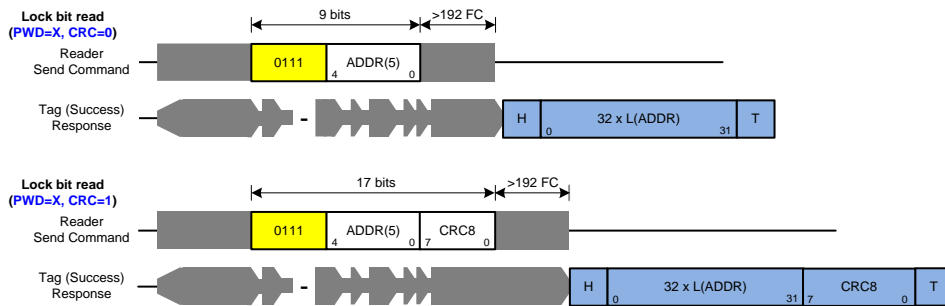 Lock bit read
(PWD=X, CRC=0)
9 bits
>192 FC
Reader
Send Command
0111
ADDR(5)
4 0
Tag (Success)
Response
-
H
32 x L(ADDR)
0 31
T
Lock bit read
(PWD=X, CRC=1)
17 bits
>192 FC
Reader
Send Command
0111
ADDR(5)
4 0
CRC8
7 0
Tag (Success)
Response
-
H
32 x L(ADDR)
0 31
CRC8
7 0
T